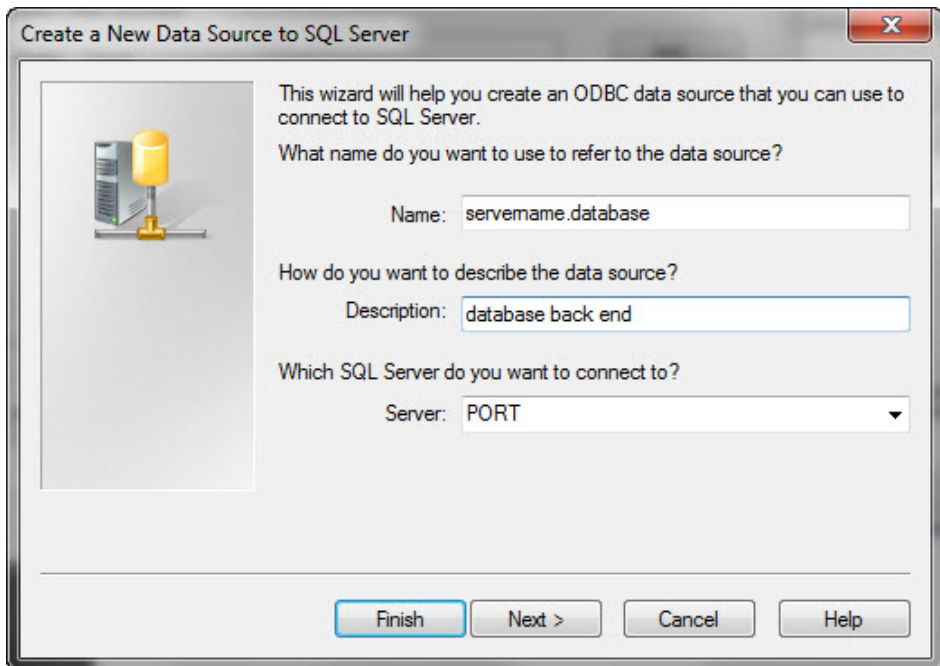 Create a New Data Source to SQL Server
This wizard will help you create an ODBC data source that you can use to
connect to SQL Server.
What name do you want to use to refer to the data source?
Name: servername.database
How do you want to describe the data source?
Description: database back end
Which SQL Server do you want to connect to?
Server: PORT
Finish Next > Cancel Help